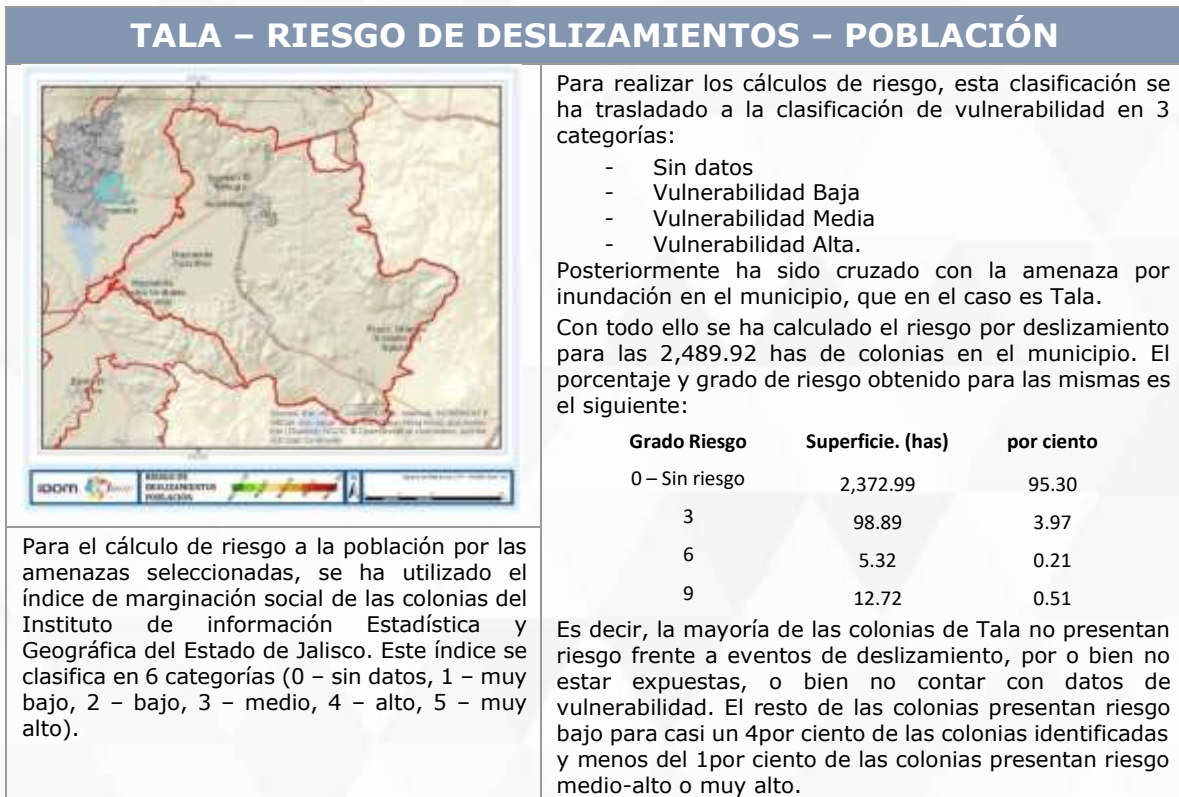 TALA – RIESGO DE DESLIZAMIENTOS – POBLACIÓN
IDOM
RIESGO DE
DESLIZAMIENTOS
POBLACIÓN
Para el cálculo de riesgo a la población por las
amenazas seleccionadas, se ha utilizado el
índice de marginación social de las colonias del
Instituto de información Estadística y
Geográfica del Estado de Jalisco. Este índice se
clasifica en 6 categorías (0 – sin datos, 1 – muy
bajo, 2 – bajo, 3 – medio, 4 – alto, 5 – muy
alto).
Para realizar los cálculos de riesgo, esta clasificación se
ha trasladado a la clasificación de vulnerabilidad en 3
categorías:
- Sin datos
- Vulnerabilidad Baja
- Vulnerabilidad Media
- Vulnerabilidad Alta.
Posteriormente ha sido cruzado con la amenaza por
inundación en el municipio, que en el caso es Tala.
Con todo ello se ha calculado el riesgo por deslizamiento
para las 2,489.92 has de colonias en el municipio. El
porcentaje y grado de riesgo obtenido para las mismas es
el siguiente:
Grado Riesgo Superficie. (has) por ciento
0 – Sin riesgo 2,372.99 95.30
3 98.89 3.97
6 5.32 0.21
9 12.72 0.51
Es decir, la mayoría de las colonias de Tala no presentan
riesgo frente a eventos de deslizamiento, por o bien no
estar expuestas, o bien no contar con datos de
vulnerabilidad. El resto de las colonias presentan riesgo
bajo para casi un 4por ciento de las colonias identificadas
y menos del 1por ciento de las colonias presentan riesgo
medio-alto o muy alto.